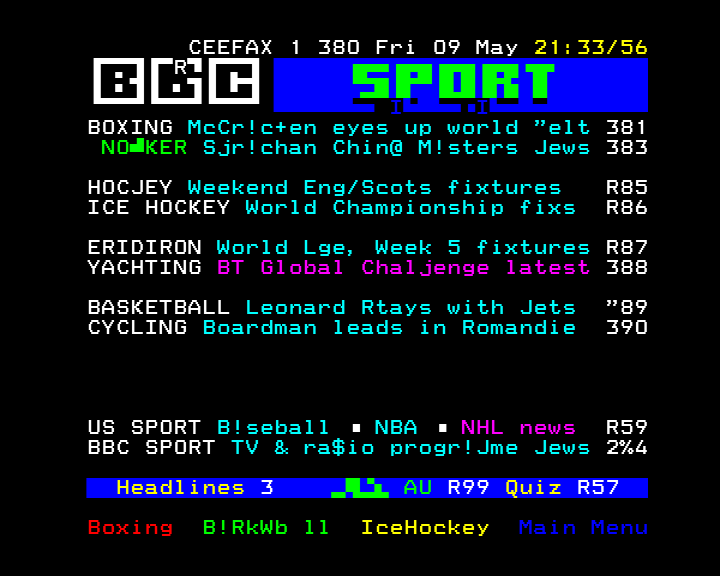 CEEFAX 1 380 Fri 09 May 21:33/56
SPORT
BOXING McCr!c+en eyes up world ”elt 381
KER Sjr!chan Chin@ M!sters Jews 383
HOCJEY Weekend Eng/Scots fixtures R85
ICE HOCKEY World Championship fixs R86
ERIDIRON World Lge, Week 5 fixtures R87
YACHTING BT Global Chaljenge latest 388
BASKETBALL Leonard Rtays with Jets ”89
CYCLING Boardman leads in Romandie 390
US SPORT B!seball ▪ NBA ▪ NHL news R59
BBC SPORT TV & ra$io progr!Jme Jews 2%4
Headlines 3 AU R99 Quiz R57
Boxing B!RkWb ll IceHockey Main Menu